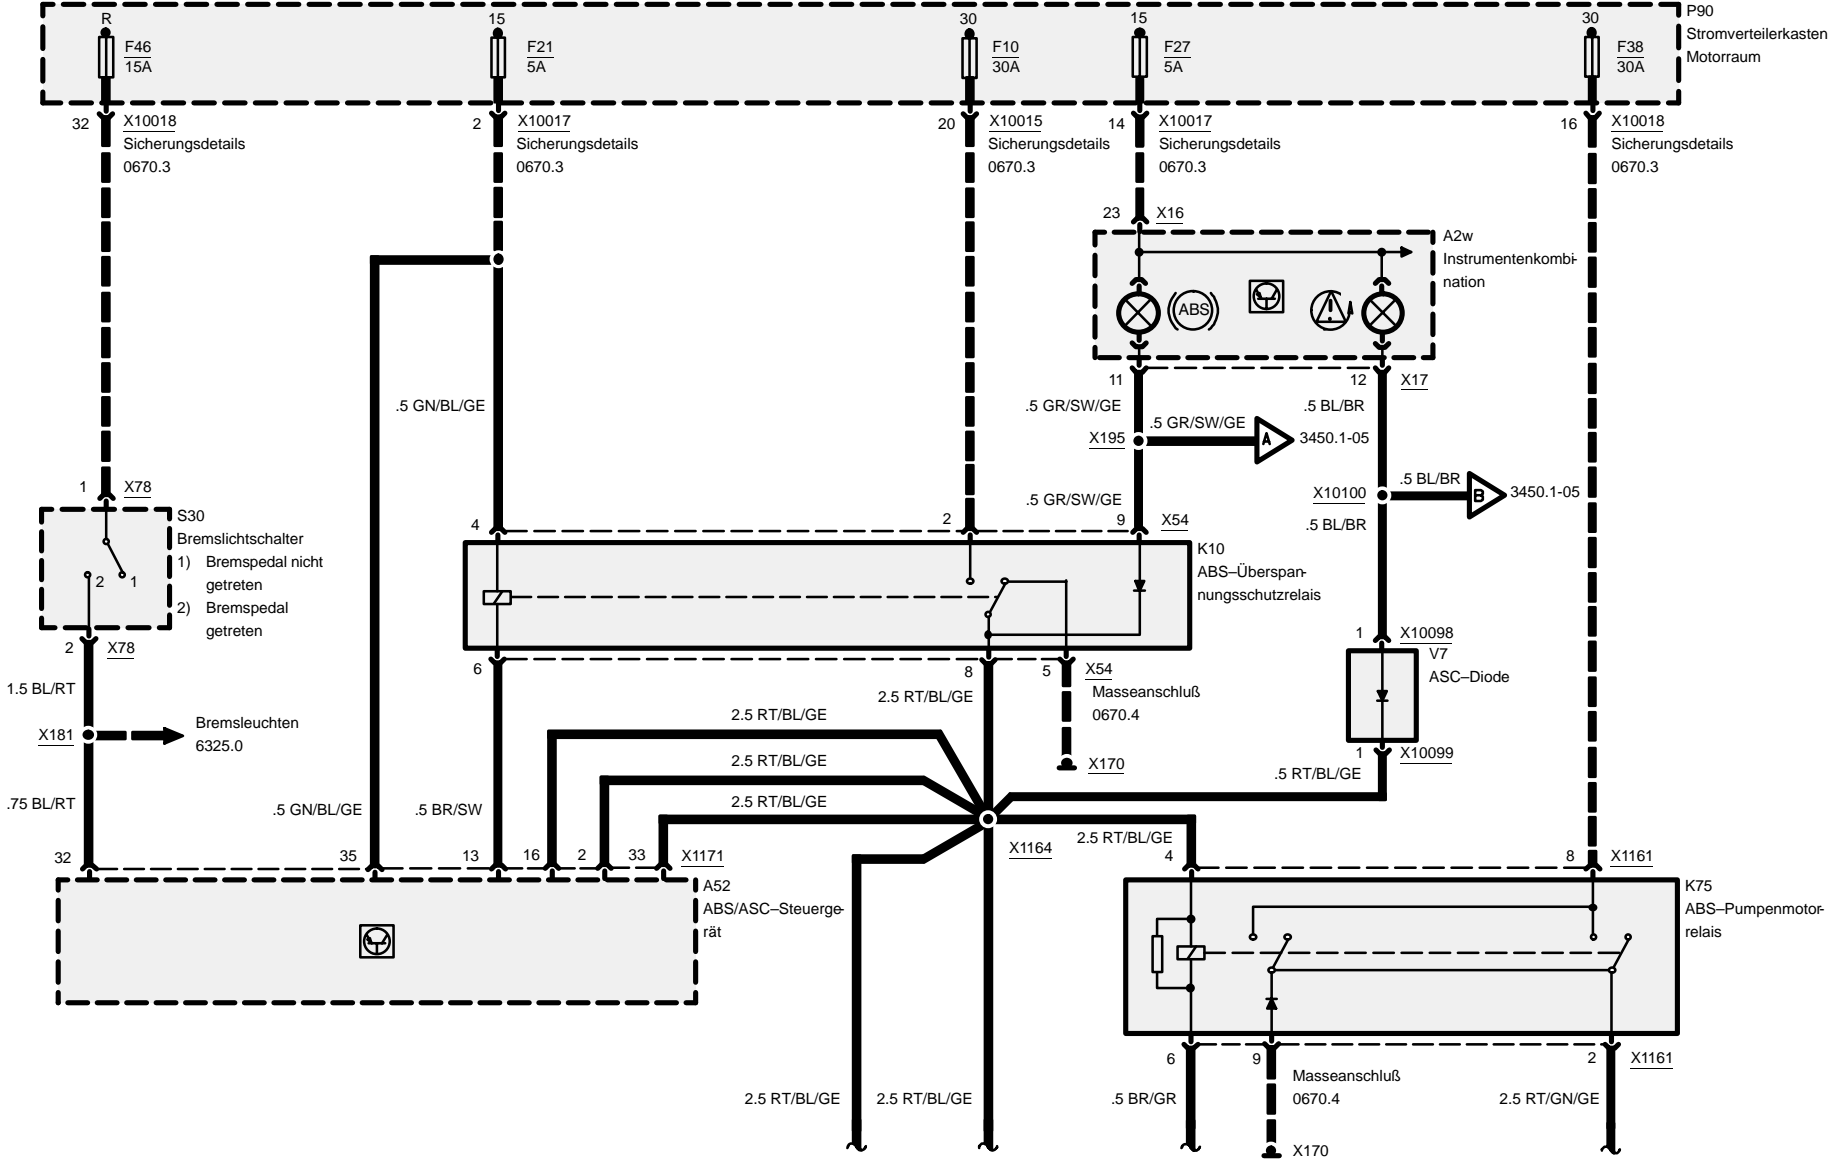 R
15
30
15
30
P90
Stromverteilerkasten
Motorraum
F46
15A
F21
5A
F10
30A
F27
5A
F38
30A
32
X10018
Sicherungsdetails
0670.3
2
X10017
Sicherungsdetails
0670.3
20
X10015
Sicherungsdetails
0670.3
14
X10017
Sicherungsdetails
0670.3
16
X10018
Sicherungsdetails
0670.3
23
X16
A2w
Instrumentenkombi-
nation
ABS
11
12
X17
.5 GN/BL/GE
.5 GR/SW/GE
.5 BL/BR
X195
.5 GR/SW/GE
A
3450.1-05
.5 GR/SW/GE
X10100
.5 BL/BR
B
3450.1-05
.5 BL/BR
1
X78
S30
Bremslichtschalter
1) Bremspedal nicht
getreten
2) Bremspedal
getreten
2
1
2
X78
4
2
9
X54
K10
ABS–Überspan-
nungsschutzrelais
6
8
5
X54
Masseanschluß
0670.4
X170
1
X10098
V7
ASC–Diode
1
X10099
.5 RT/BL/GE
1.5 BL/RT
X181
Bremsleuchten
6325.0
.75 BL/RT
2.5 RT/BL/GE
2.5 RT/BL/GE
2.5 RT/BL/GE
2.5 RT/BL/GE
.5 GN/BL/GE
.5 BR/SW
X1164
2.5 RT/BL/GE
32
35
13
16
2
33
X1171
A52
ABS/ASC–Steuerge-
rät
4
8
X1161
K75
ABS–Pumpenmotor-
relais
6
9
2
X1161
Masseanschluß
0670.4
X170
2.5 RT/BL/GE
2.5 RT/BL/GE
.5 BR/GR
2.5 RT/GN/GE